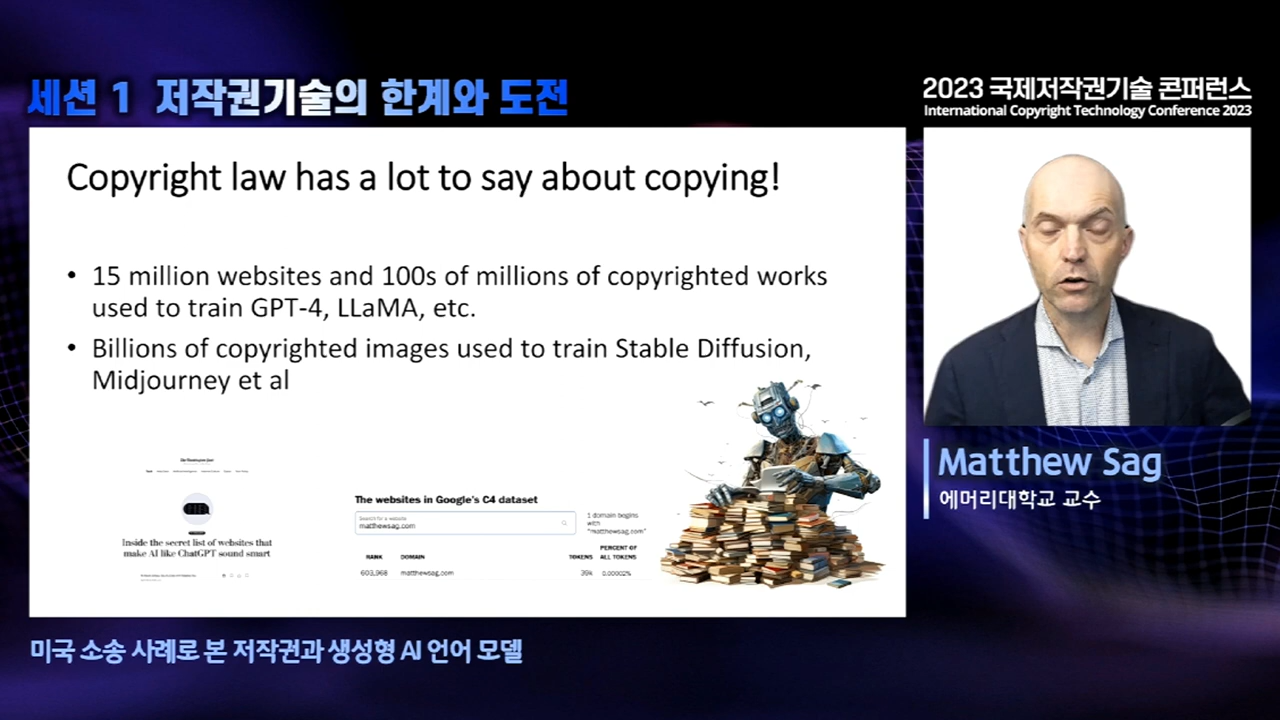 세션 1 저작권기술의 한계와 도전
2023 국제저작권기술 콘퍼런스
International Copyright Technology Conference 2023
Copyright law has a lot to say about copying!
• 15 million websites and 100s of millions of copyrighted works
used to train GPT-4, LLaMA, etc.
• Billions of copyrighted images used to train Stable Diffusion,
Midjourney et al
Inside the secret list of websites that
make AI like ChatGPT sound smart
The websites in Google's C4 dataset
Search for a website
matthewsag.com
1 domain begins
with
"matthewsag.com"
RANK DOMAIN TOKENS PERCENT OF
ALL TOKENS
603,968 matthewsag.com 39k 0.00002%
Matthew Sag
에머리대학교 교수
미국 소송 사례로 본 저작권과 생성형 AI 언어 모델